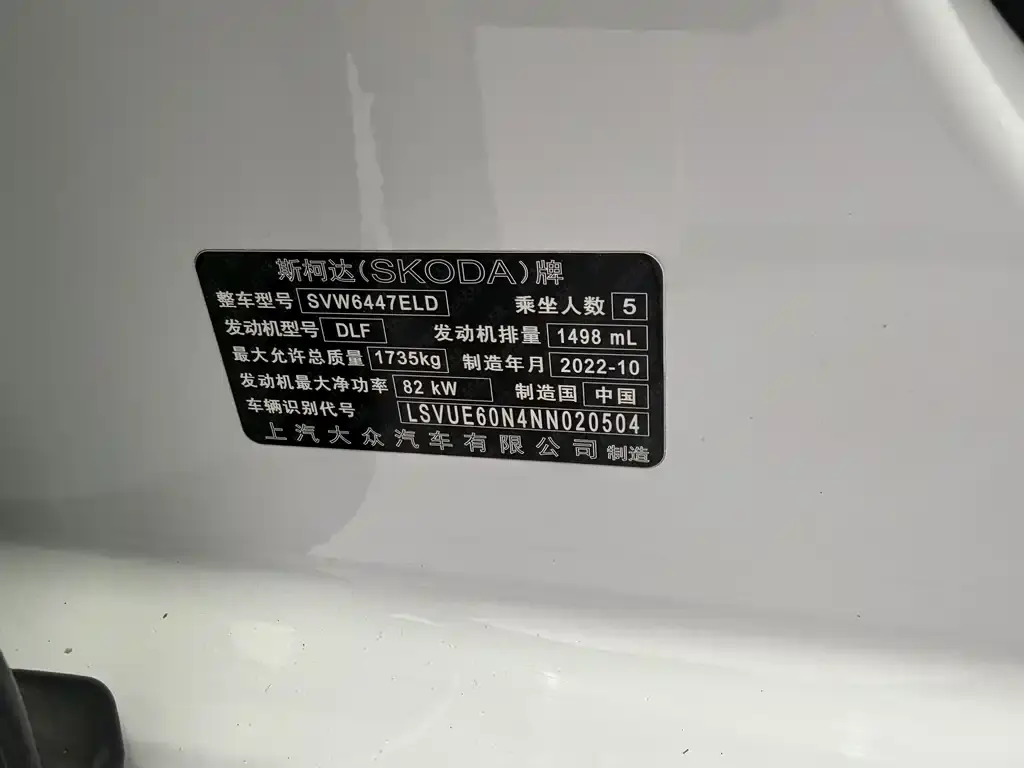 斯柯达(SKODA)牌
整车型号 SVW6447ELD 乘坐人数 5
发动机型号 DLF 发动机排量 1498 mL
最大允许总质量 1735kg 制造年月 2022-10
发动机最大净功率 82 kW 制造国 中国
车辆识别代号 LSVUE60N4NN020504
上汽大众汽车有限公司 制造